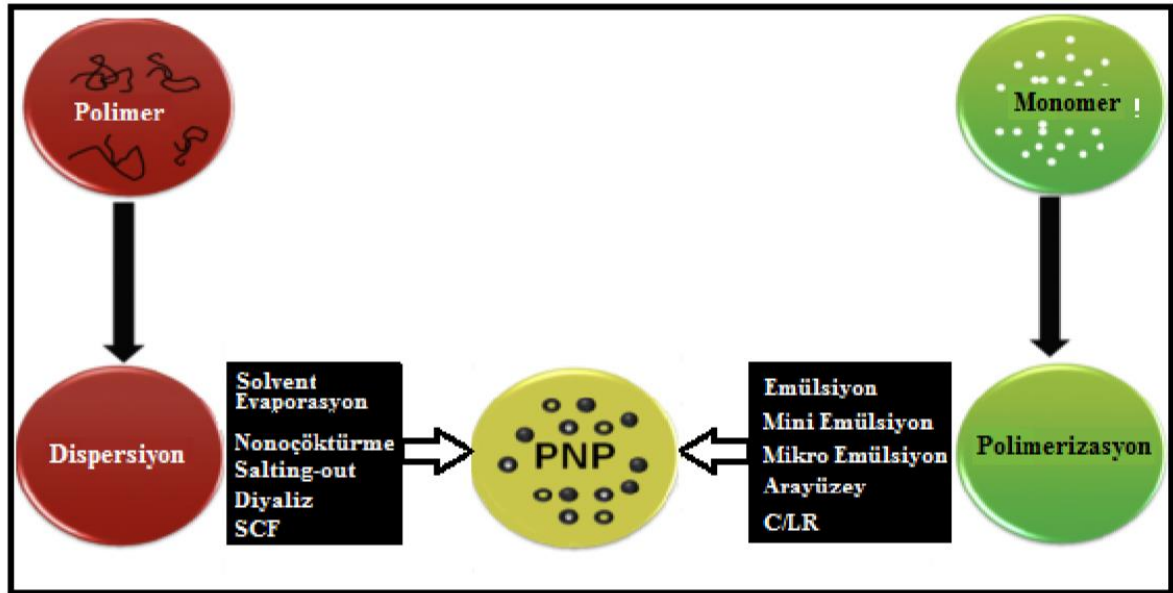 Polimer
Monomer
Dispersiyon
Solvent
Evaporasyon
Nonoçöktürme
Salting-out
Diyaliz
SCF
PNP
Emülsiyon
Mini Emülsiyon
Mikro Emülsiyon
Arayüzey
C/LR
Polimerizasyon